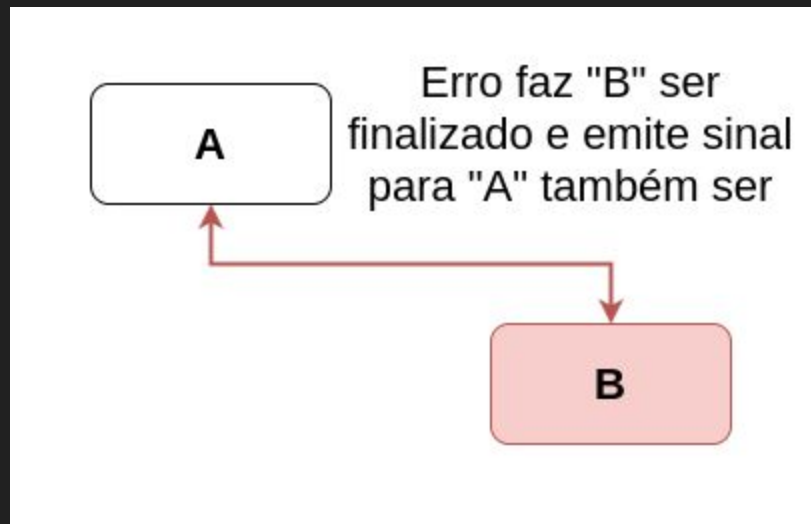 A
Erro faz "B" ser
finalizado e emite sinal
para "A" também ser
B